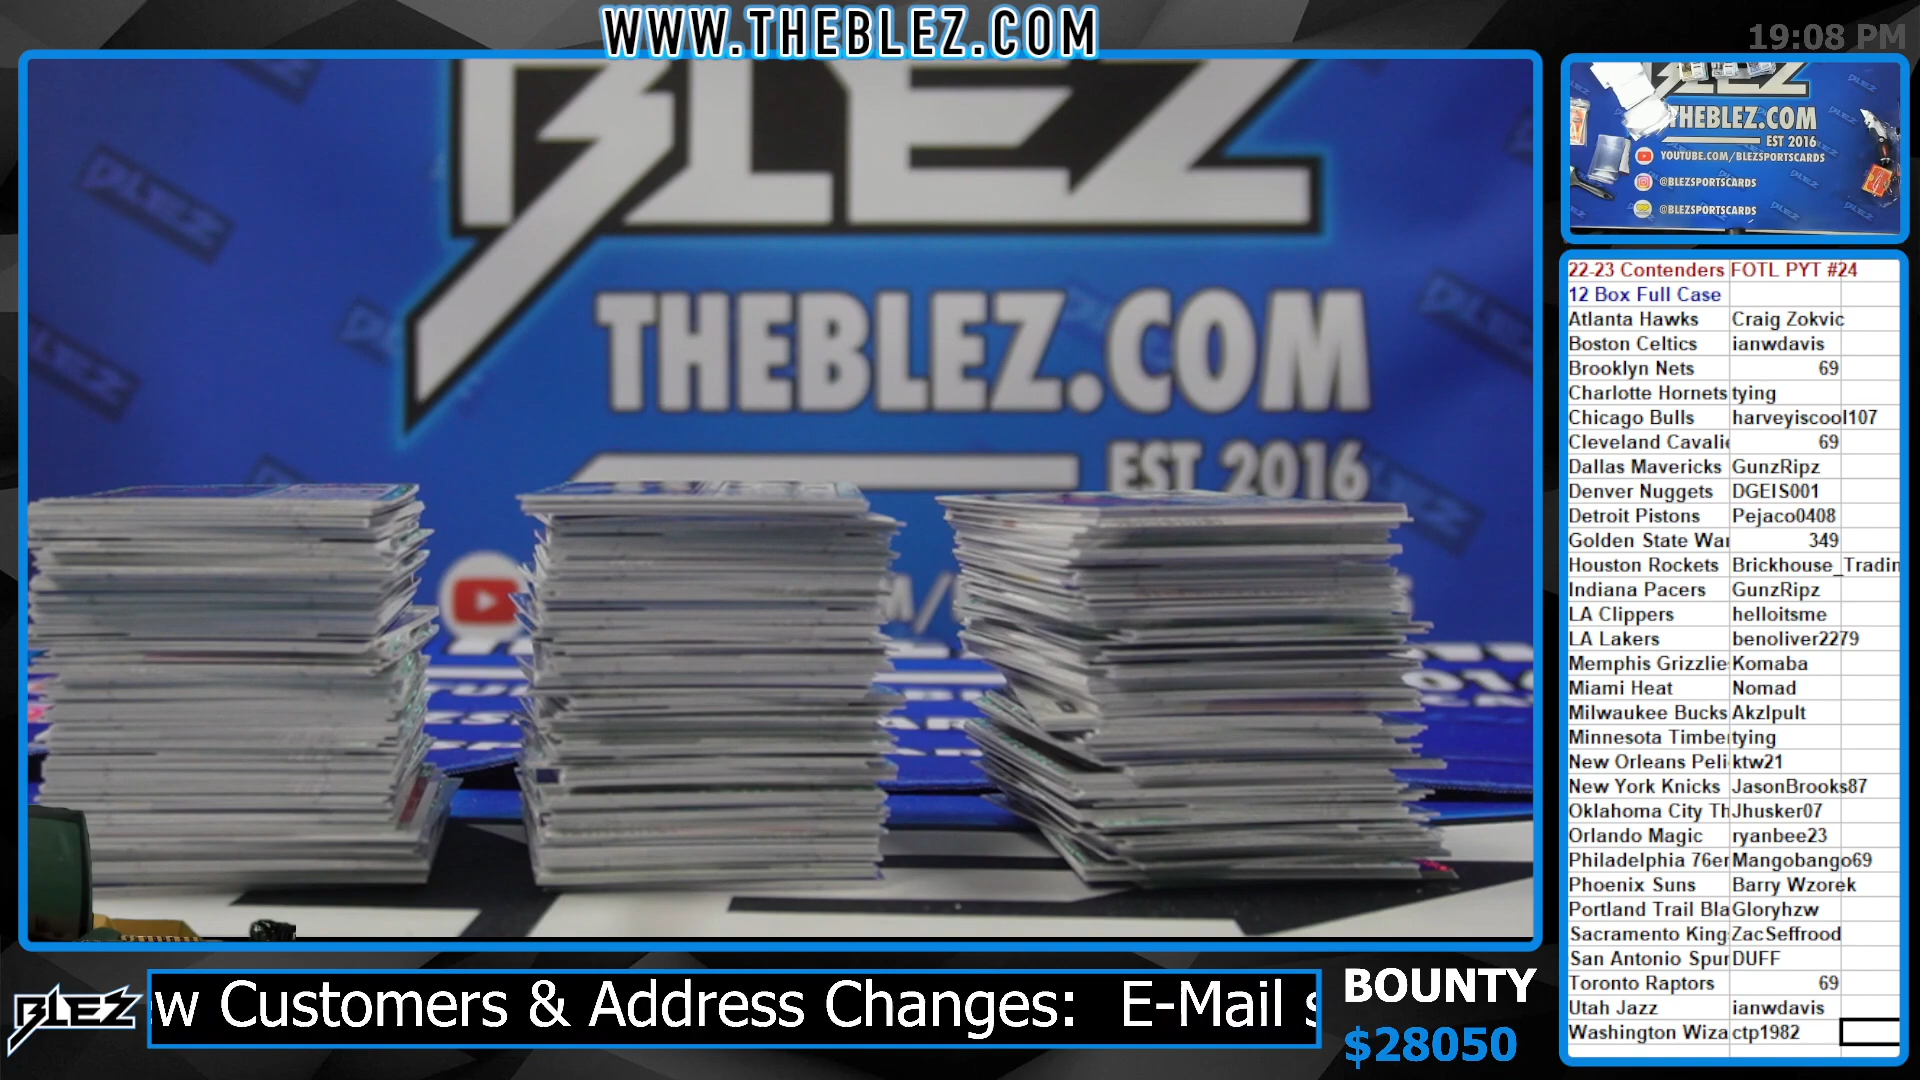 WWW.THEBLEZ.COM
19:08 PM
BLEZ
THEBLEZ.COM
EST 2016
BLEZ
THEBLEZ.COM
EST 2016
YOUTUBE.COM/BLEZSPORTSCARDS
@BLEZSPORTSCARDS
@BLEZSPORTSCARDS
22-23 Contenders FOTL PYT #24
12 Box Full Case
Atlanta Hawks Craig Zokvic
Boston Celtics ianwdavis
Brooklyn Nets 69
Charlotte Hornets tying
Chicago Bulls harveyiscool107
Cleveland Cavalie 69
Dallas Mavericks GunzRipz
Denver Nuggets DGEIS001
Detroit Pistons Pejaco0408
Golden State War 349
Houston Rockets Brickhouse_Tradin
Indiana Pacers GunzRipz
LA Clippers helloitsme
LA Lakers benoliver2279
Memphis Grizzlie Komaba
Miami Heat Nomad
Milwaukee Bucks
Minnesota Timbe tying
New Orleans Peli ktw21
New York Knicks JasonBrooks87
Oklahoma City Th Jhusker07
Orlando Magic ryanbee23
Philadelphia 76er Mangobango69
Phoenix Suns Barry Wzorek
Portland Trail Bla Gloryhzw
Sacramento King ZacSeffrood
San Antonio Spur DUFF
Toronto Raptors 69
Utah Jazz ianwdavis
Washington Wiza ctp1982
BLEZ
w Customers & Address Changes: E-Mail s
BOUNTY
$28050